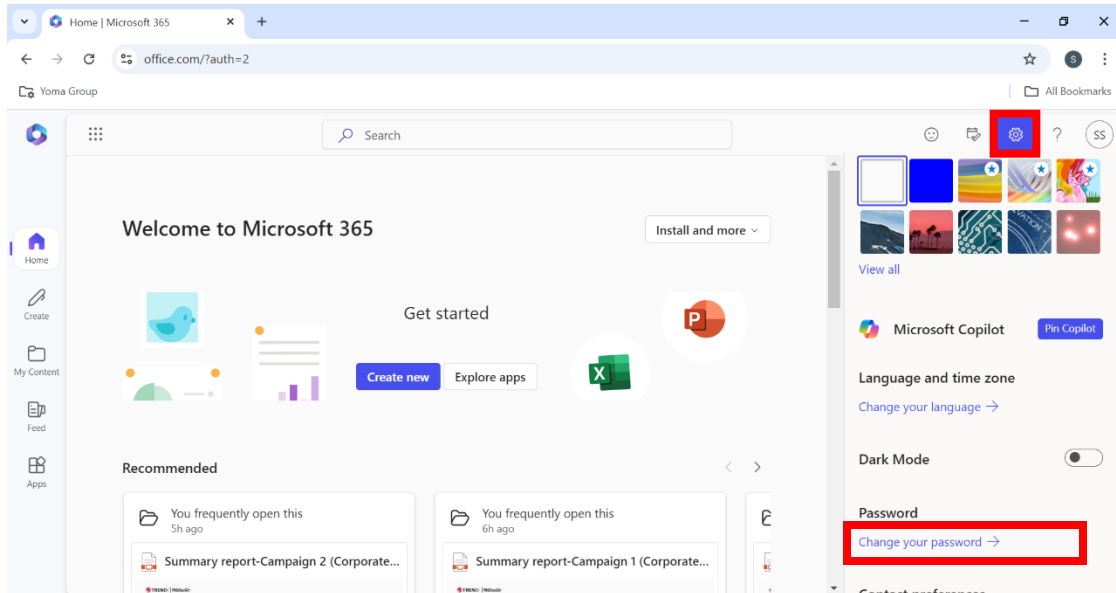 Home | Microsoft 365
office.com/?auth=2
S
Yoma Group
All Bookmarks
Search
?
SS
Welcome to Microsoft 365
Install and more
View all
Home
Create
My Content
Feed
Apps
Get started
P
X
Create new
Explore apps
Microsoft Copilot
Pin Copilot
Language and time zone
Change your language →
Dark Mode
Password
Change your password →
Contact preferences
Recommended
You frequently open this
5h ago
Summary report-Campaign 2 (Corporate...
You frequently open this
6h ago
Summary report-Campaign 1 (Corporate...